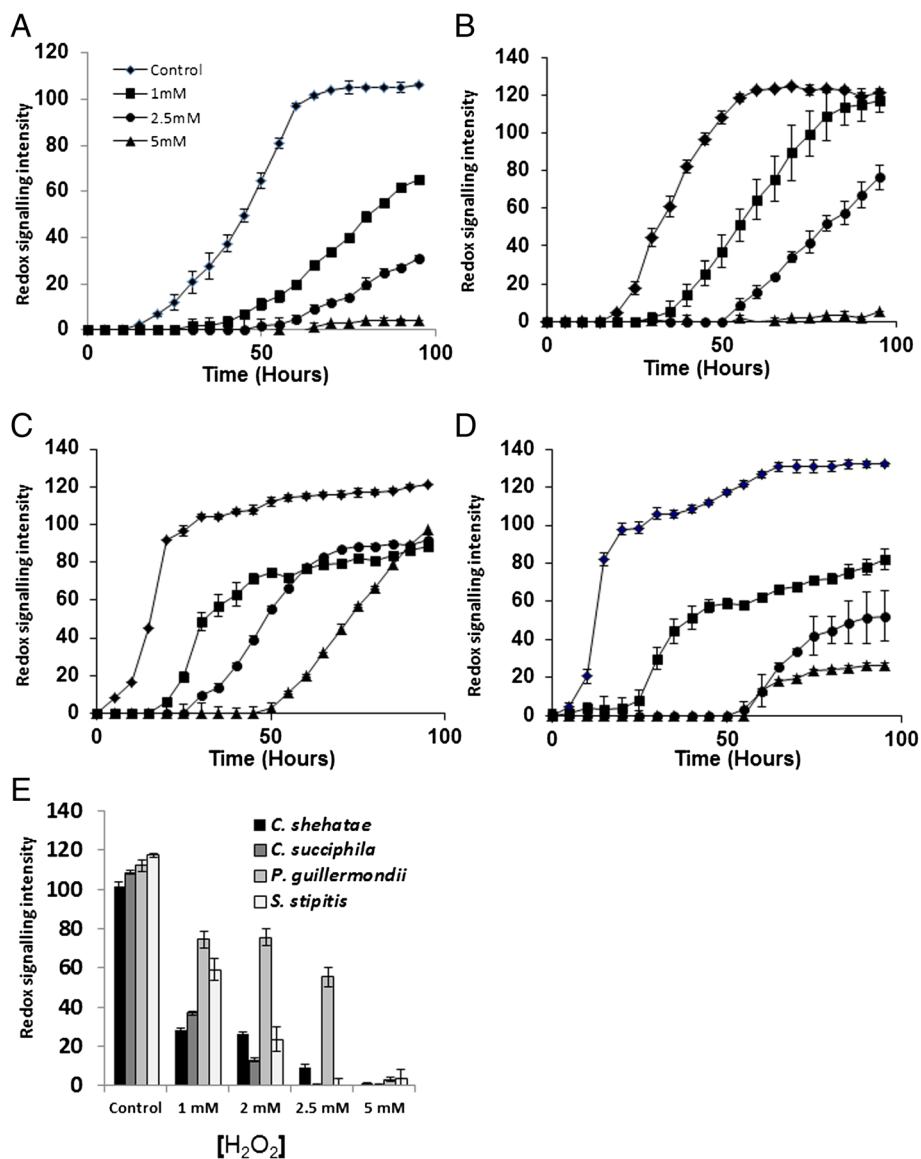 A
120
100
80
60
40
20
0
Redox signalling intensity
Control
1mM
2.5mM
5mM
0 50 100
Time (Hours)
B
140
120
100
80
60
40
20
0
Redox signalling intensity
0 50 100
Time (Hours)
C
140
120
100
80
60
40
20
0
Redox signalling intensity
0 50 100
Time (Hours)
D
140
120
100
80
60
40
20
0
Redox signalling intensity
0 50 100
Time (Hours)
E
140
120
100
80
60
40
20
0
Redox signalling intensity
C. shehatae
C. succiphila
P. guillermondii
S. stipitis
Control 1 mM 2 mM 2.5 mM 5 mM
[H₂O₂]